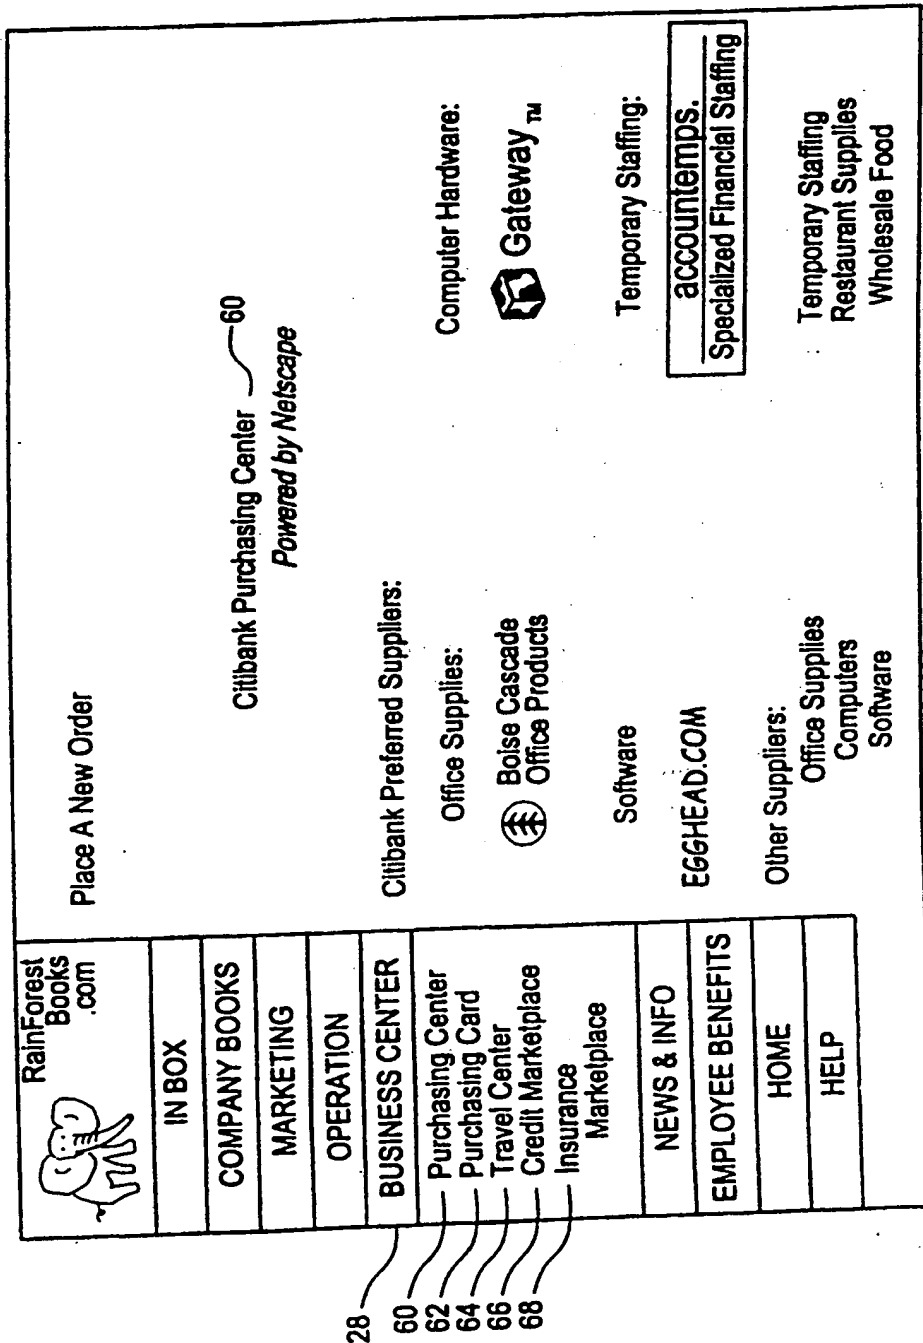 RainForest
Books
.com
IN BOX
COMPANY BOOKS
MARKETING
OPERATION
28
BUSINESS CENTER
60
Purchasing Center
62
Purchasing Card
64
Travel Center
66
Credit Marketplace
68
Insurance
Marketplace
NEWS & INFO
EMPLOYEE BENEFITS
HOME
HELP
Place A New Order
Citibank Purchasing Center
60
Powered by Netscape
Citibank Preferred Suppliers:
Office Supplies:
Boise Cascade
Office Products
Computer Hardware:
Gateway TM
Software
EGGHEAD.COM
Temporary Staffing:
accountemps.
Specialized Financial Staffing
Other Suppliers:
Office Supplies
Computers
Software
Temporary Staffing
Restaurant Supplies
Wholesale Food